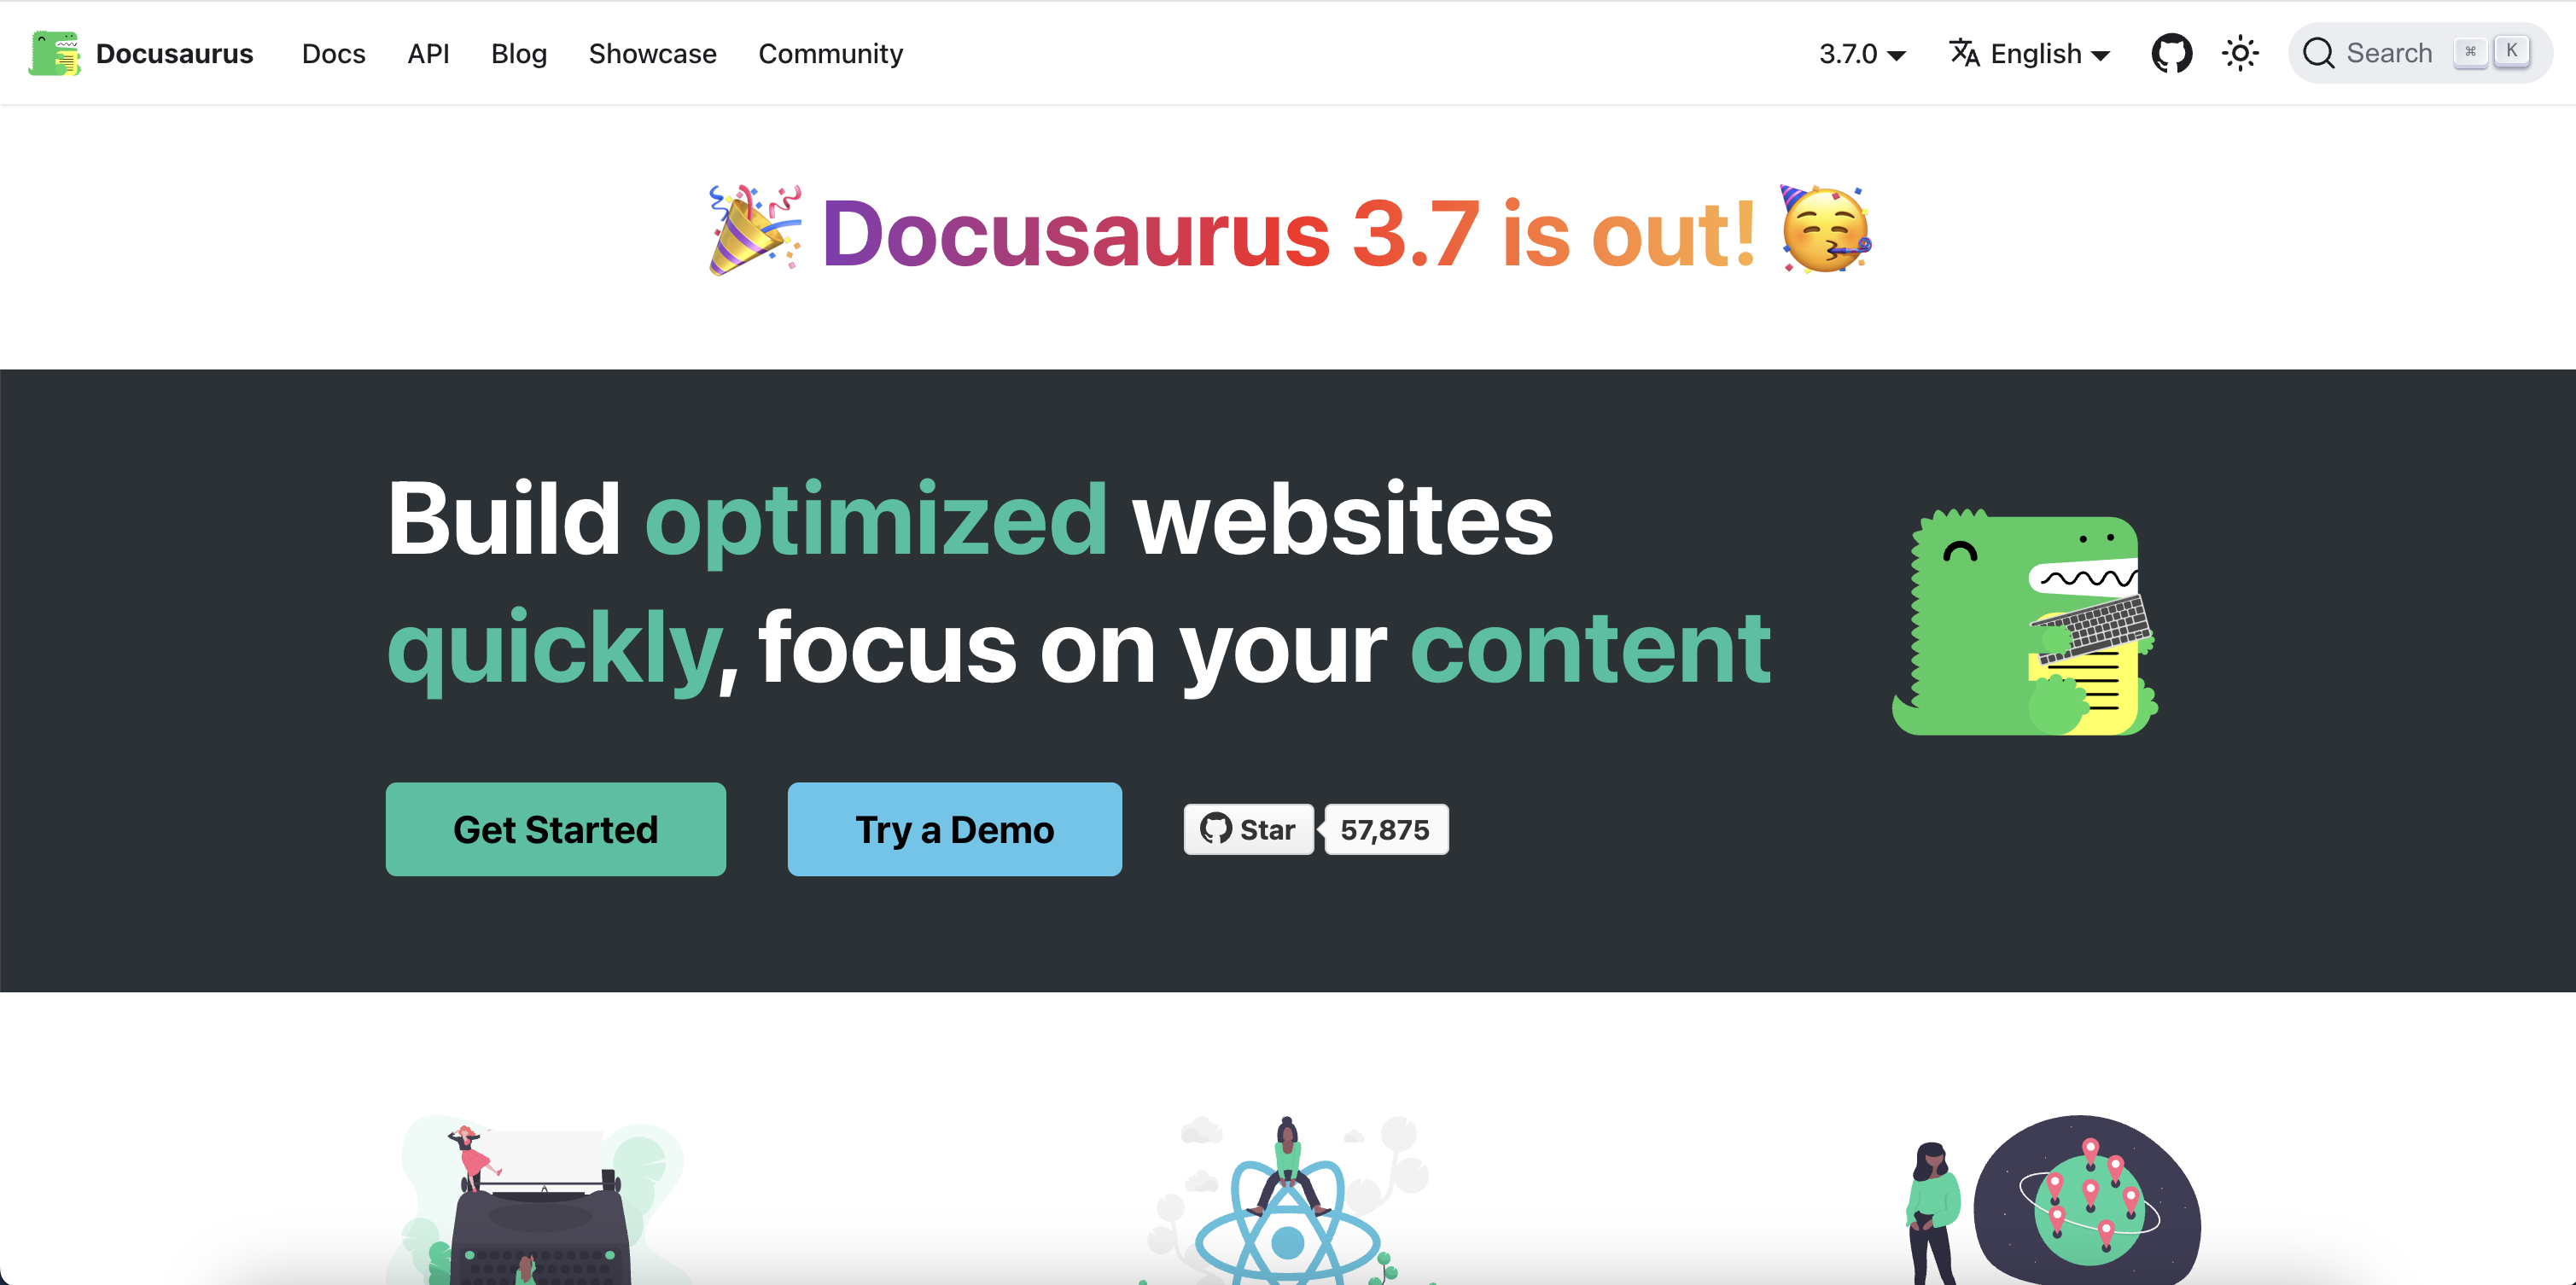 Docusaurus Docs API Blog Showcase Community 3.7.0 English Search ⌘ K
🎉 Docusaurus 3.7 is out! 🥳
Build optimized websites
quickly, focus on your content
Get Started Try a Demo Star 57,875